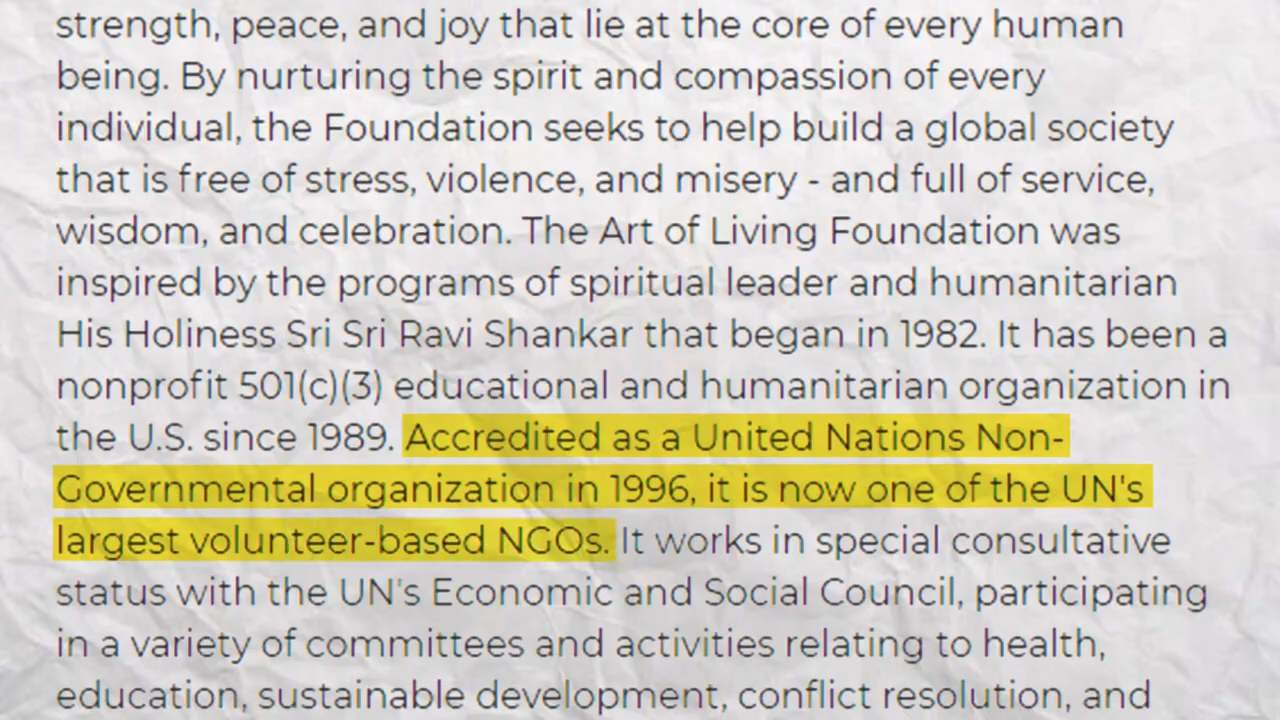 strength, peace, and joy that lie at the core of every human
being. By nurturing the spirit and compassion of every
individual, the Foundation seeks to help build a global society
that is free of stress, violence, and misery - and full of service,
wisdom, and celebration. The Art of Living Foundation was
inspired by the programs of spiritual leader and humanitarian
His Holiness Sri Sri Ravi Shankar that began in 1982. It has been a
nonprofit 501(c)(3) educational and humanitarian organization in
the U.S. since 1989. Accredited as a United Nations Non-
Governmental organization in 1996, it is now one of the UN's
largest volunteer-based NGOs. It works in special consultative
status with the UN's Economic and Social Council, participating
in a variety of committees and activities relating to health,
education, sustainable development, conflict resolution, and